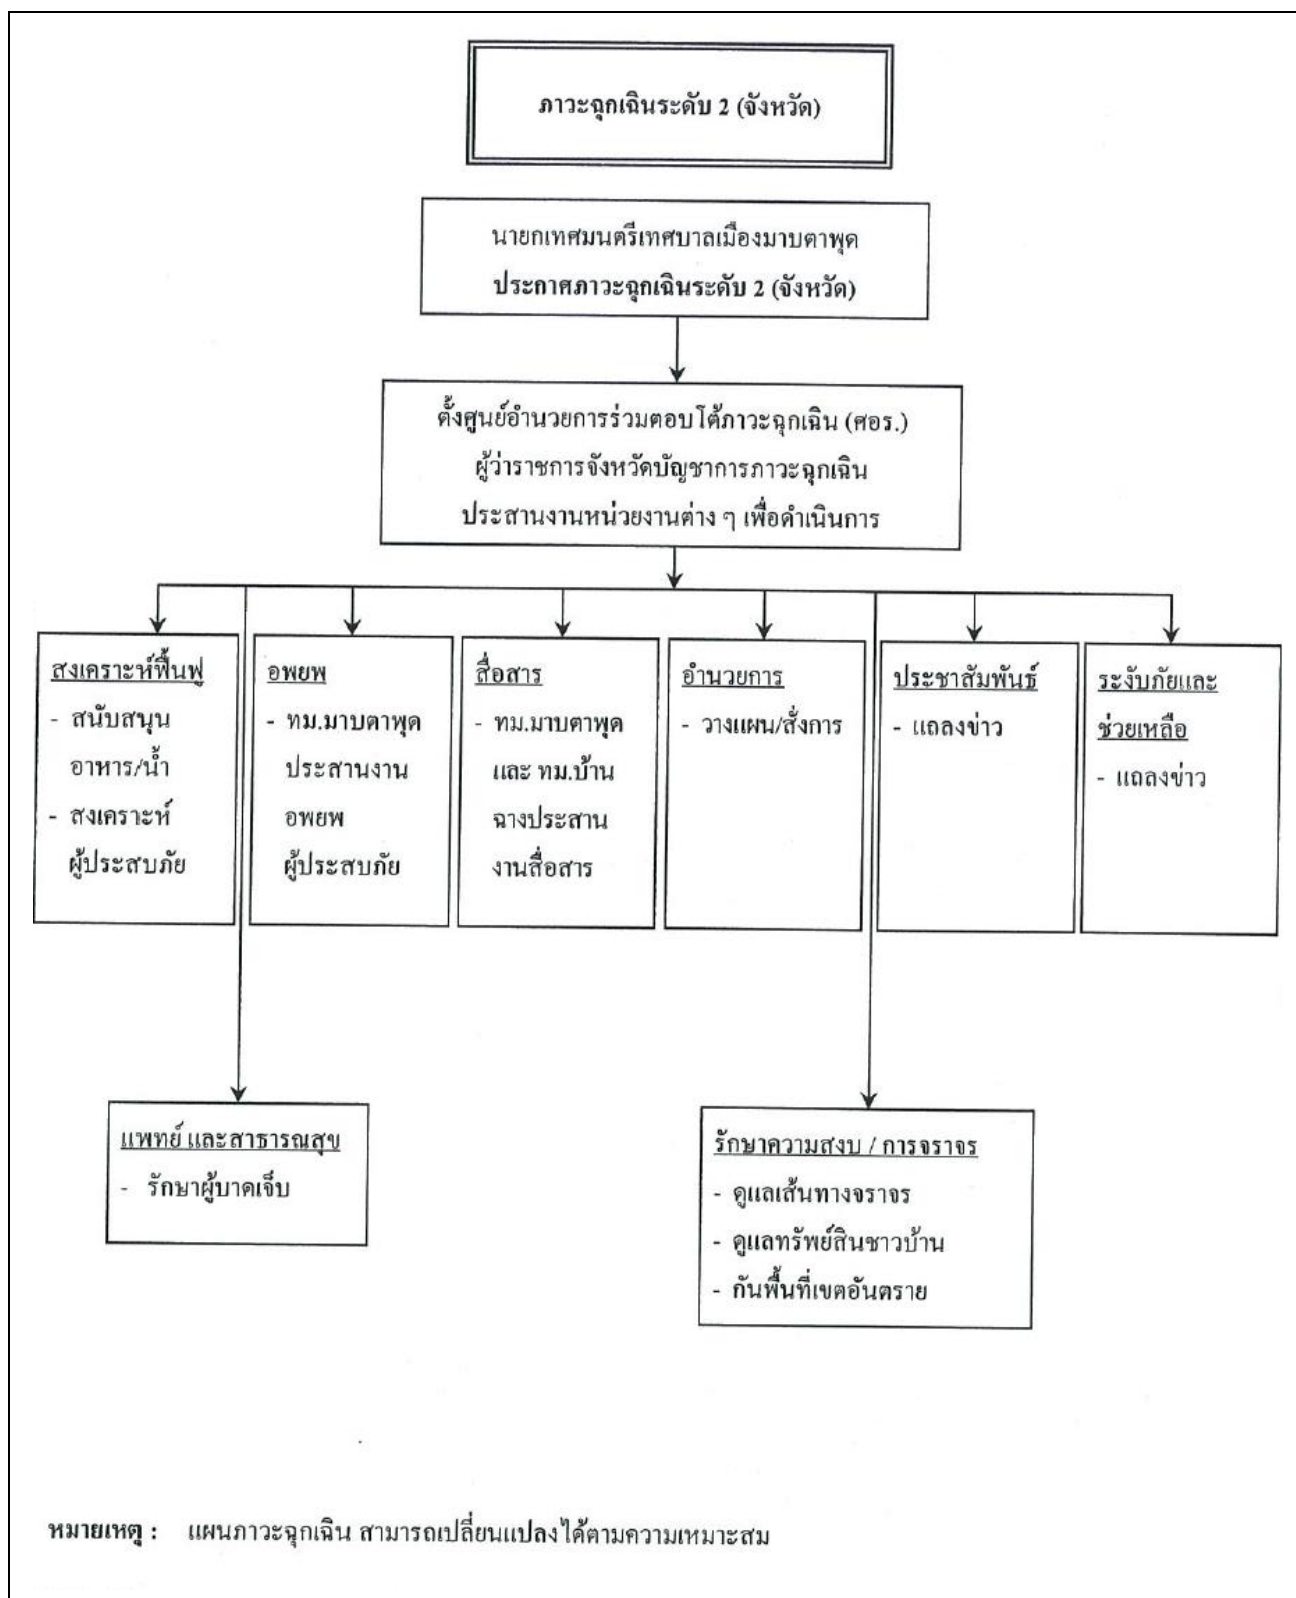 ภาวะฉุกเฉินระดับ 2 (จังหวัด)
นายกเทศมนตรีเทศบาลเมืองมาบตาพุด
ประกาศภาวะฉุกเฉินระดับ 2 (จังหวัด)
ตั้งศูนย์อำนวยการร่วมตอบโต้ภาวะฉุกเฉิน (ศอร.)
ผู้ว่าราชการจังหวัดบัญชาการภาวะฉุกเฉิน
ประสานงานหน่วยงานต่าง ๆ เพื่อดำเนินการ
สงเคราะห์ฟื้นฟู
- สนับสนุน
อาหาร/น้ำ
- สงเคราะห์
ผู้ประสบภัย
อพยพ
- ทม.มาบตาพุด
ประสานงาน
อพยพ
ผู้ประสบภัย
สื่อสาร
- ทม.มาบตาพุด
และ ทม.บ้าน
ฉางประสาน
งานสื่อสาร
อำนวยการ
- วางแผน/สั่งการ
ประชาสัมพันธ์
- แถลงข่าว
ระงับภัยและ
ช่วยเหลือ
- แถลงข่าว
แพทย์ และสาธารณสุข
- รักษาผู้บาดเจ็บ
รักษาความสงบ / การจราจร
- ดูแลเส้นทางจราจร
- ดูแลทรัพย์สินชาวบ้าน
- กันพื้นที่เขตอันตราย
หมายเหตุ : แผนภาวะฉุกเฉิน สามารถเปลี่ยนแปลงได้ตามความเหมาะสม